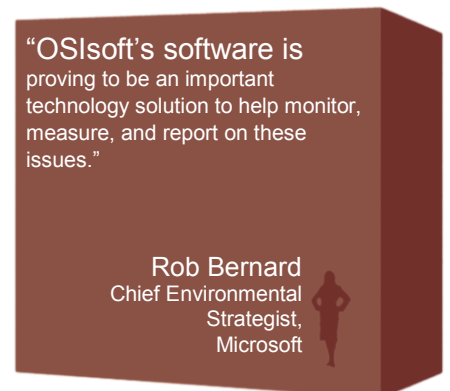 “OSIsoft’s software is
proving to be an important
technology solution to help monitor,
measure, and report on these
issues.”
Rob Bernard
Chief Environmental
Strategist,
Microsoft